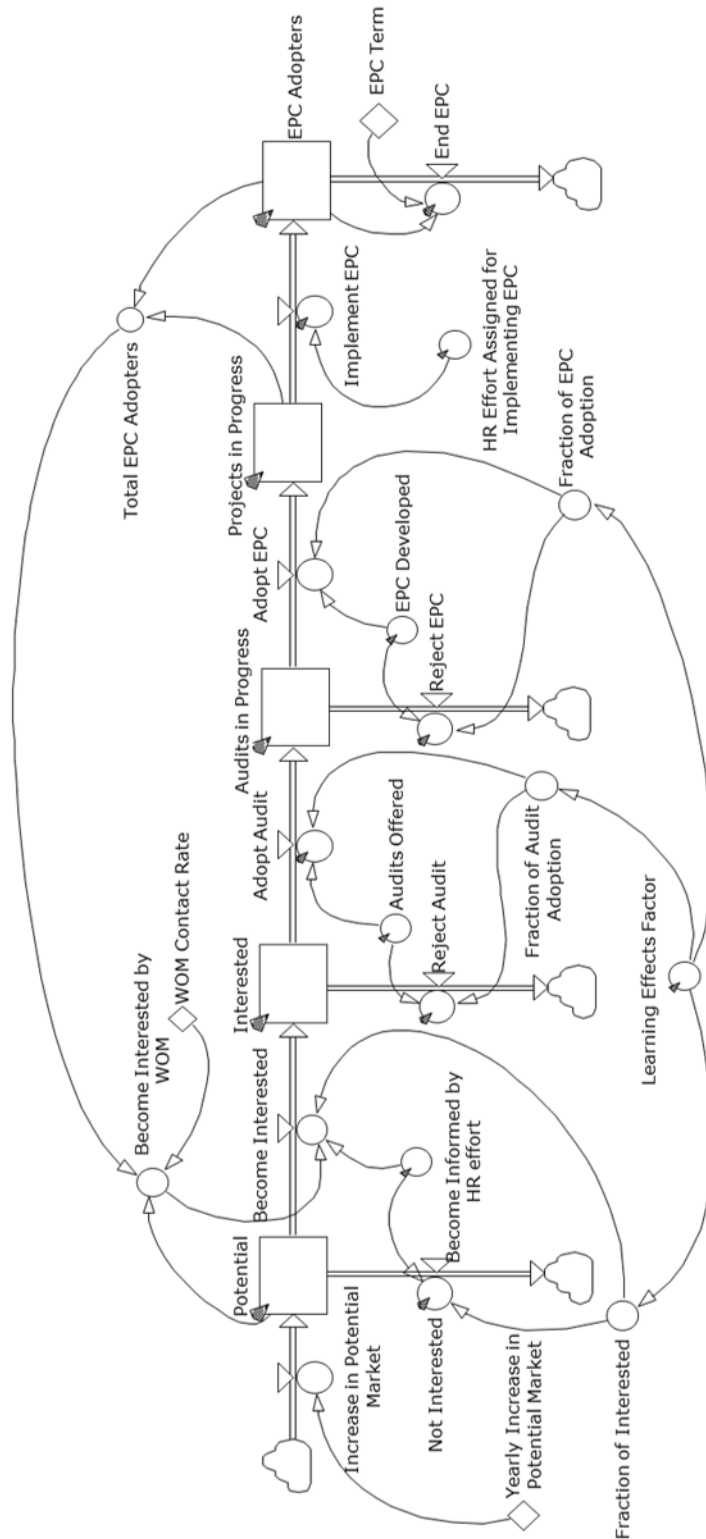 Total EPC Adopters
EPC Adopters
EPC Term
End EPC
Implement EPC
HR Effort Assigned for
Implementing EPC
Projects in Progress
Adopt EPC
EPC Developed
Reject EPC
Fraction of EPC
Adoption
Audits in Progress
Adopt Audit
Audits Offered
Reject Audit
Fraction of Audit
Adoption
Become Interested by
WOM
WOM Contact Rate
Interested
Become Interested
Become Informed by
HR effort
Learning Effects Factor
Potential
Increase in Potential
Market
Not Interested
Yearly Increase in
Potential Market
Fraction of Interested